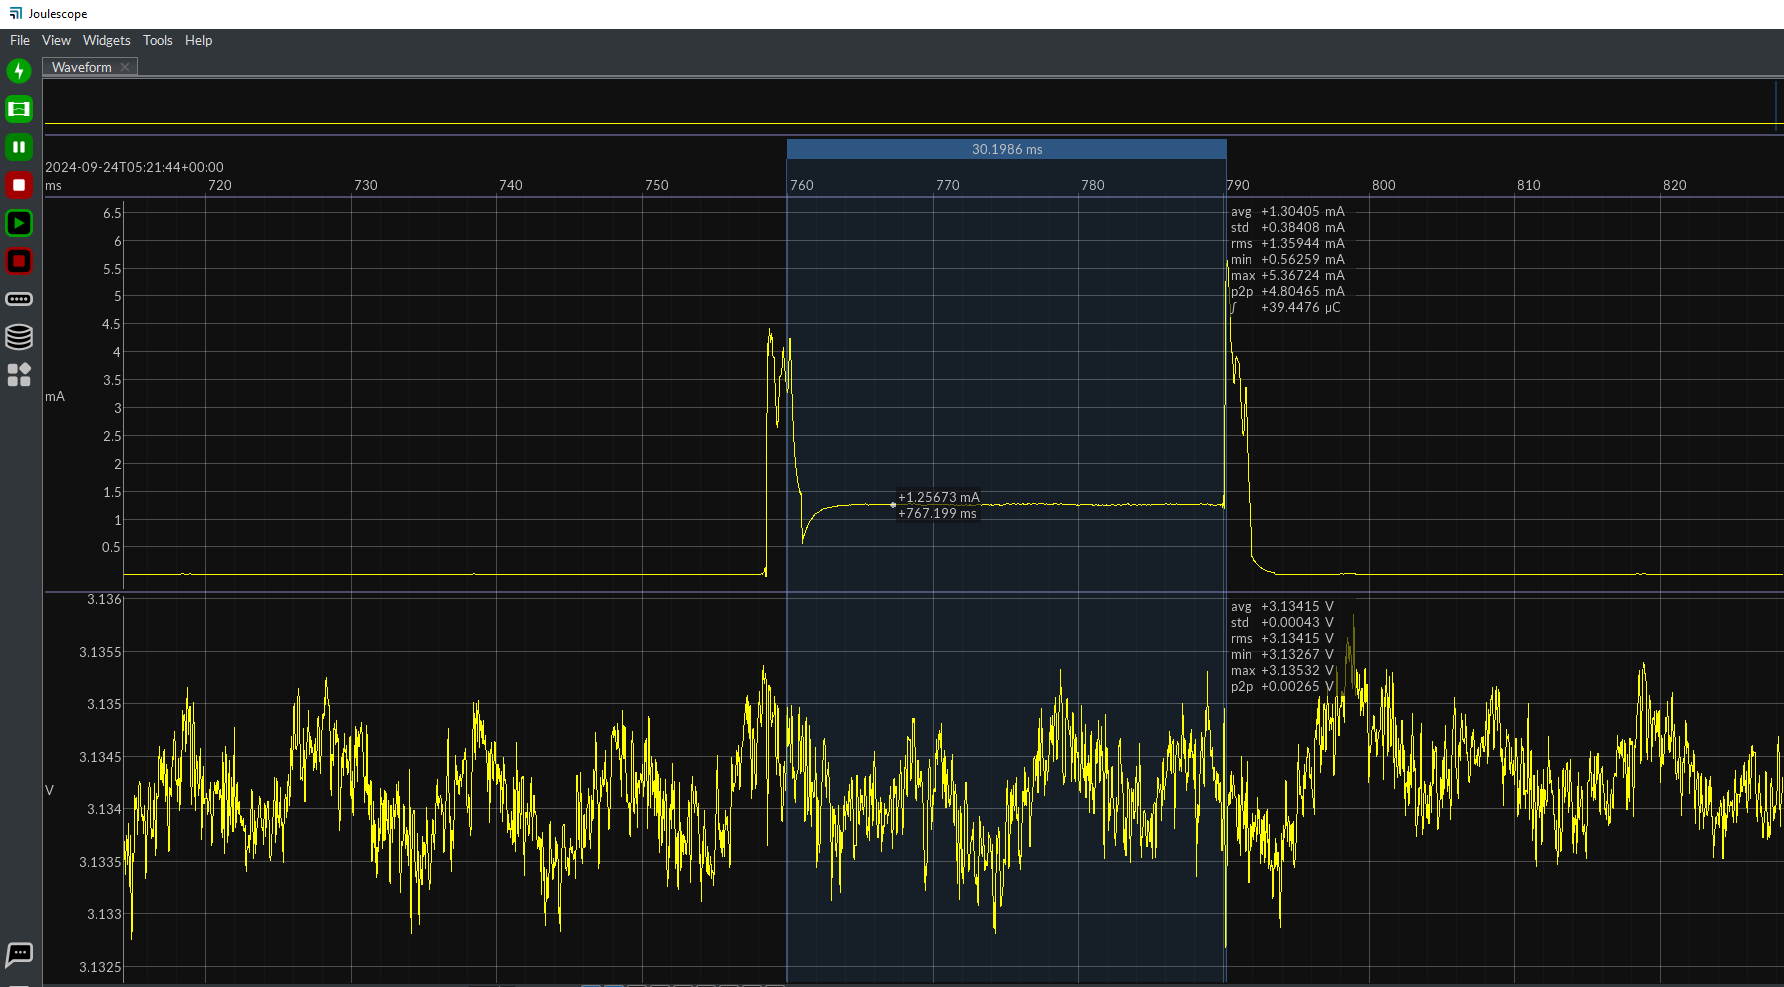 Joulescope
File View Widgets Tools Help
Waveform
30.1986 ms
2024-09-24T05:21:44+00:00
ms 720 730 740 750 760 770 780 790 800 810 820
avg +1.30405 mA
std +0.38408 mA
rms +1.35944 mA
min +0.56259 mA
max +5.36724 mA
p2p +4.80465 mA
∫ +39.4476 µC
6.5
6
5.5
5
4.5
4
3.5
3
2.5
2
1.5
1
0.5
mA
+1.25673 mA
+767.199 ms
avg +3.13415 V
std +0.00043 V
rms +3.13415 V
min +3.13267 V
max +3.13532 V
p2p +0.00265 V
3.136
3.1355
3.135
3.1345
3.134
3.1335
3.133
3.1325
V